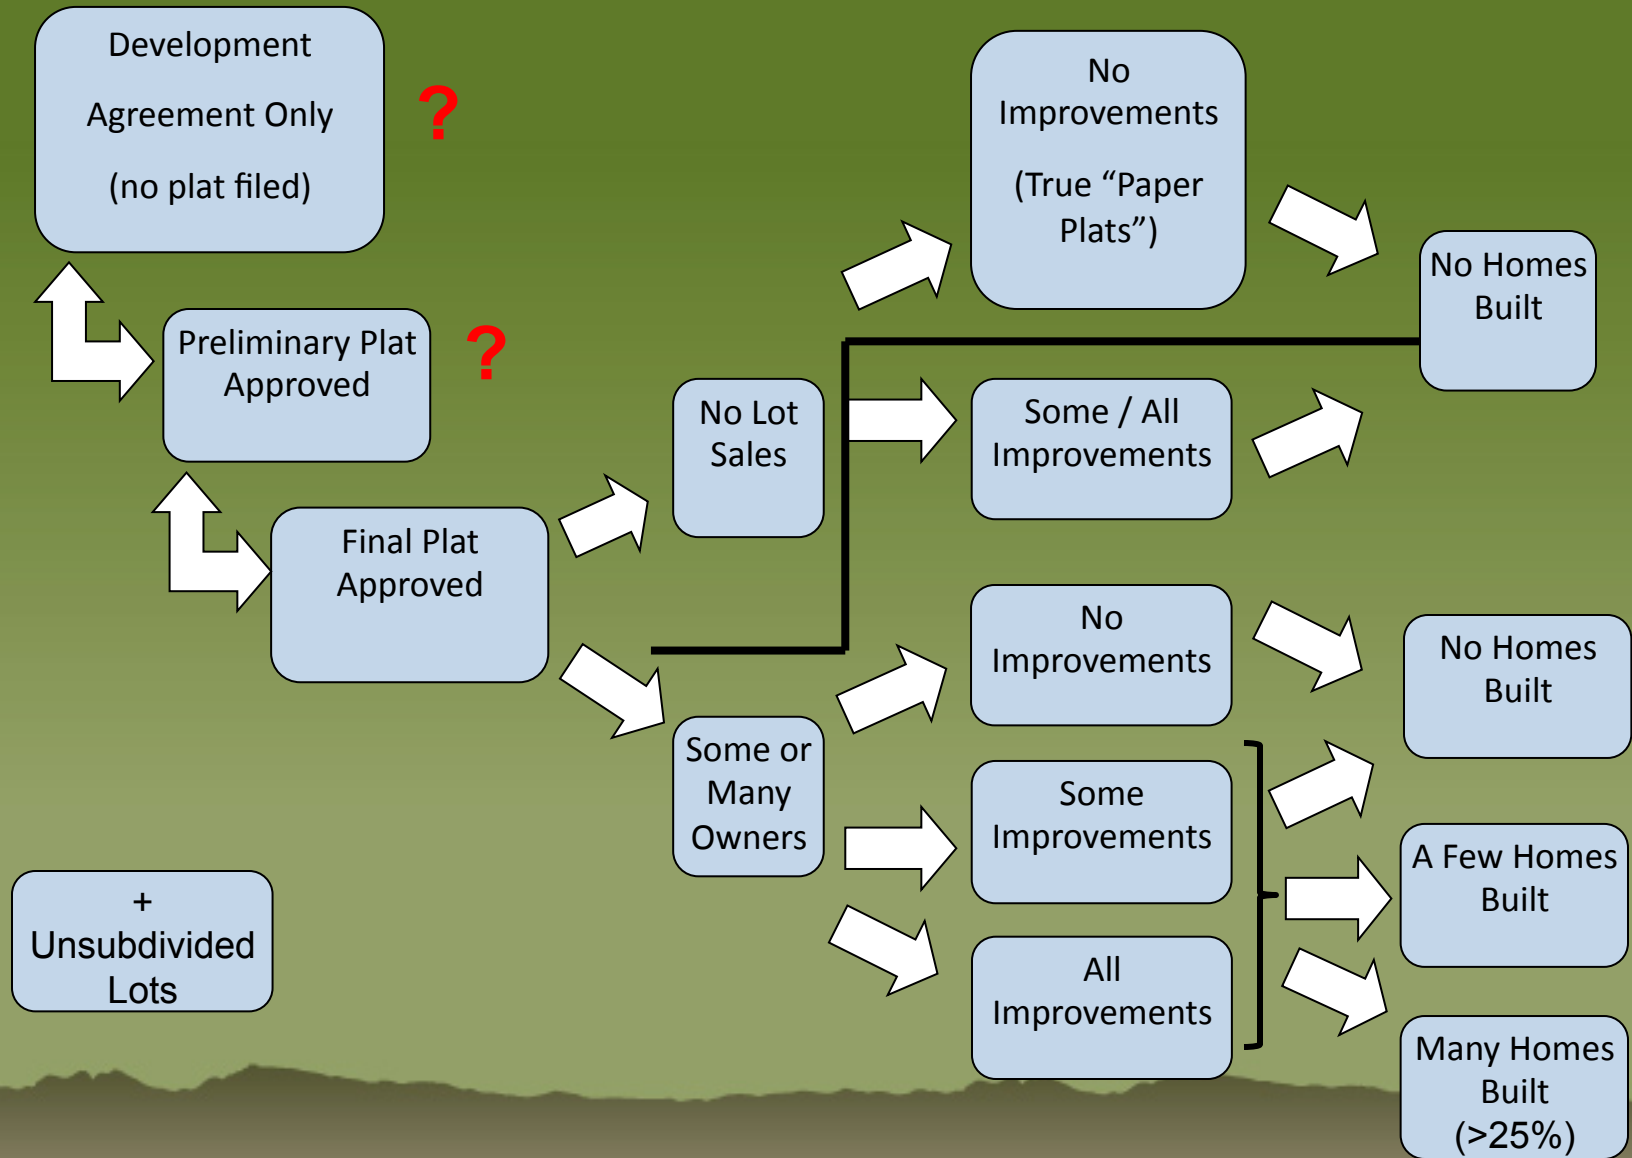 Development
Agreement Only
(no plat filed)
?
Preliminary Plat
Approved
?
Final Plat
Approved
+
Unsubdivided
Lots
No Lot
Sales
Some or
Many
Owners
No
Improvements
(True “Paper
Plats”)
Some / All
Improvements
No
Improvements
Some
Improvements
All
Improvements
No Homes
Built
No Homes
Built
A Few Homes
Built
Many Homes
Built
(>25%)